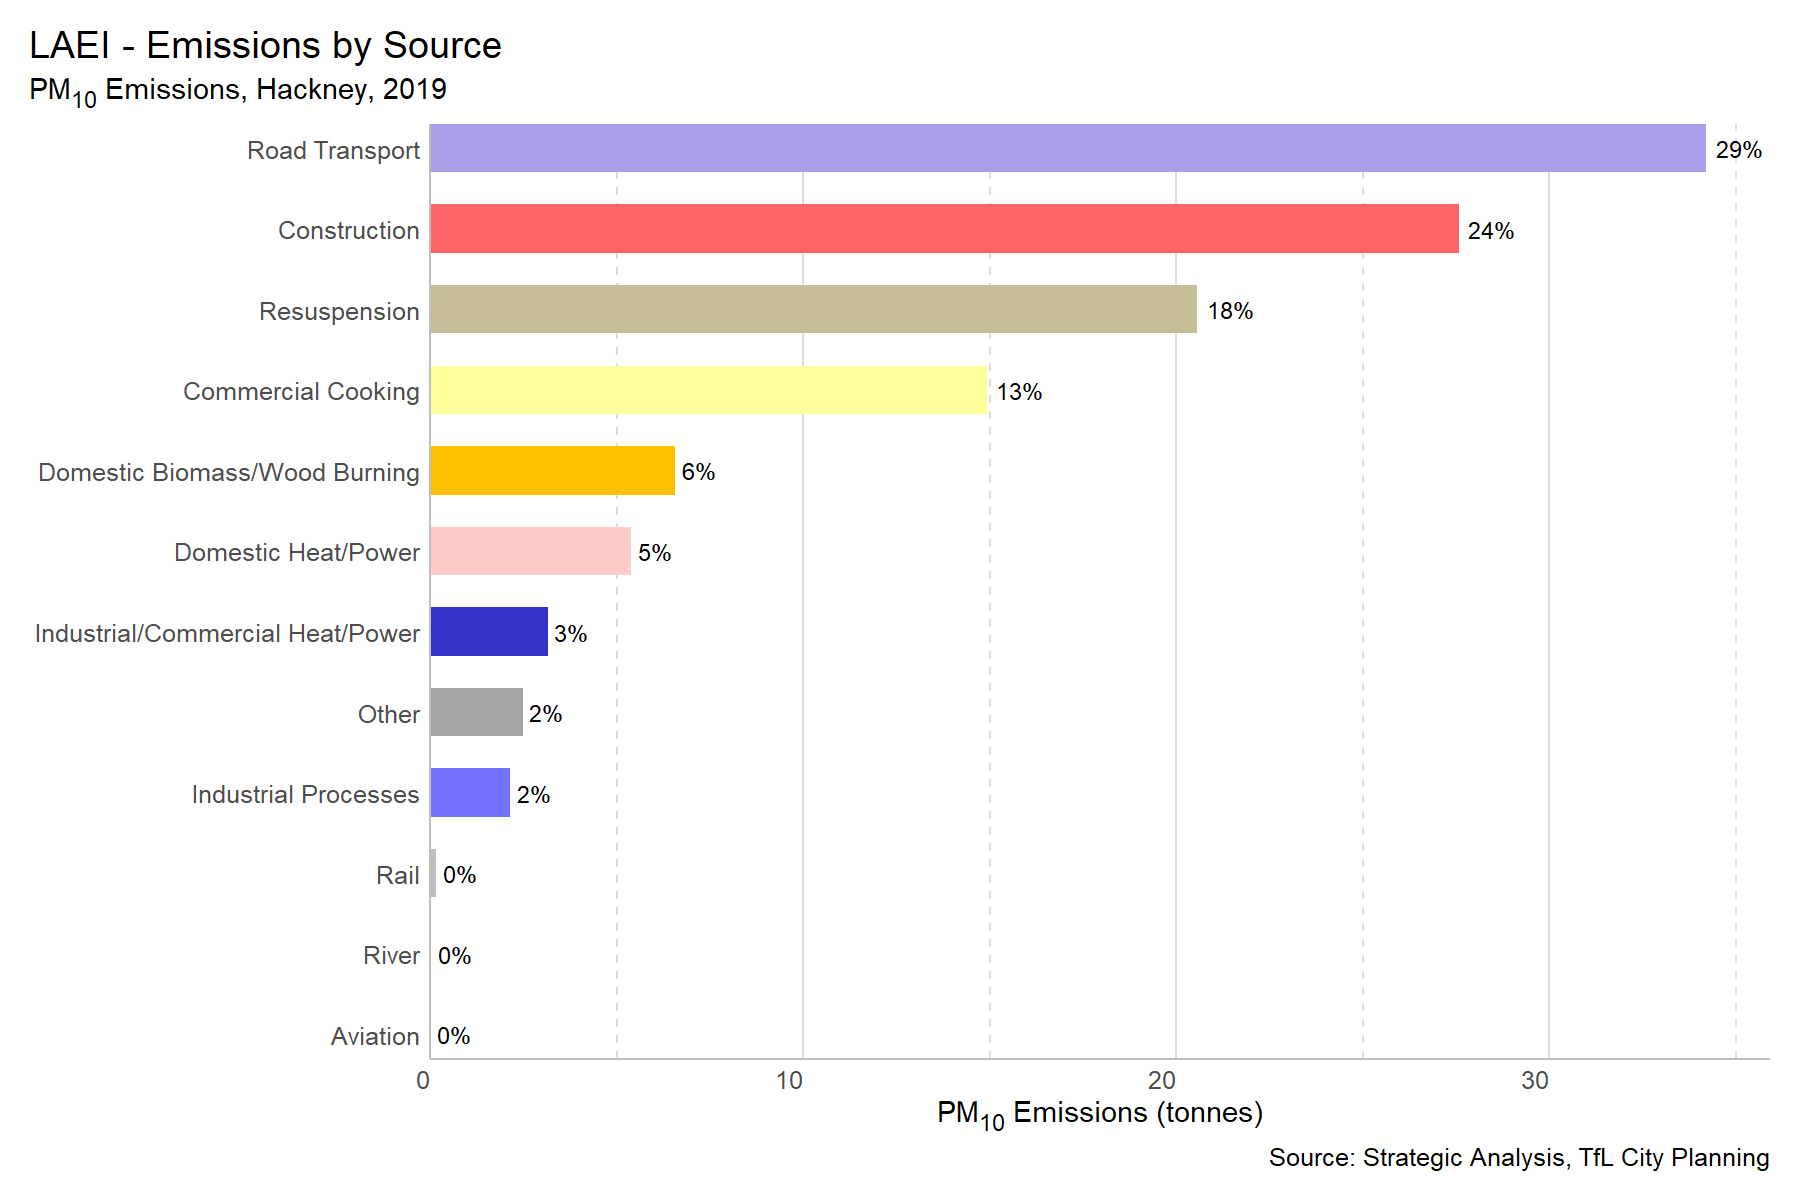 LAEI - Emissions by Source
PM10 Emissions, Hackney, 2019
Road Transport 29%
Construction 24%
Resuspension 18%
Commercial Cooking 13%
Domestic Biomass/Wood Burning 6%
Domestic Heat/Power 5%
Industrial/Commercial Heat/Power 3%
Other 2%
Industrial Processes 2%
Rail 0%
River 0%
Aviation 0%
0 10 20 30
PM10 Emissions (tonnes)
Source: Strategic Analysis, TfL City Planning